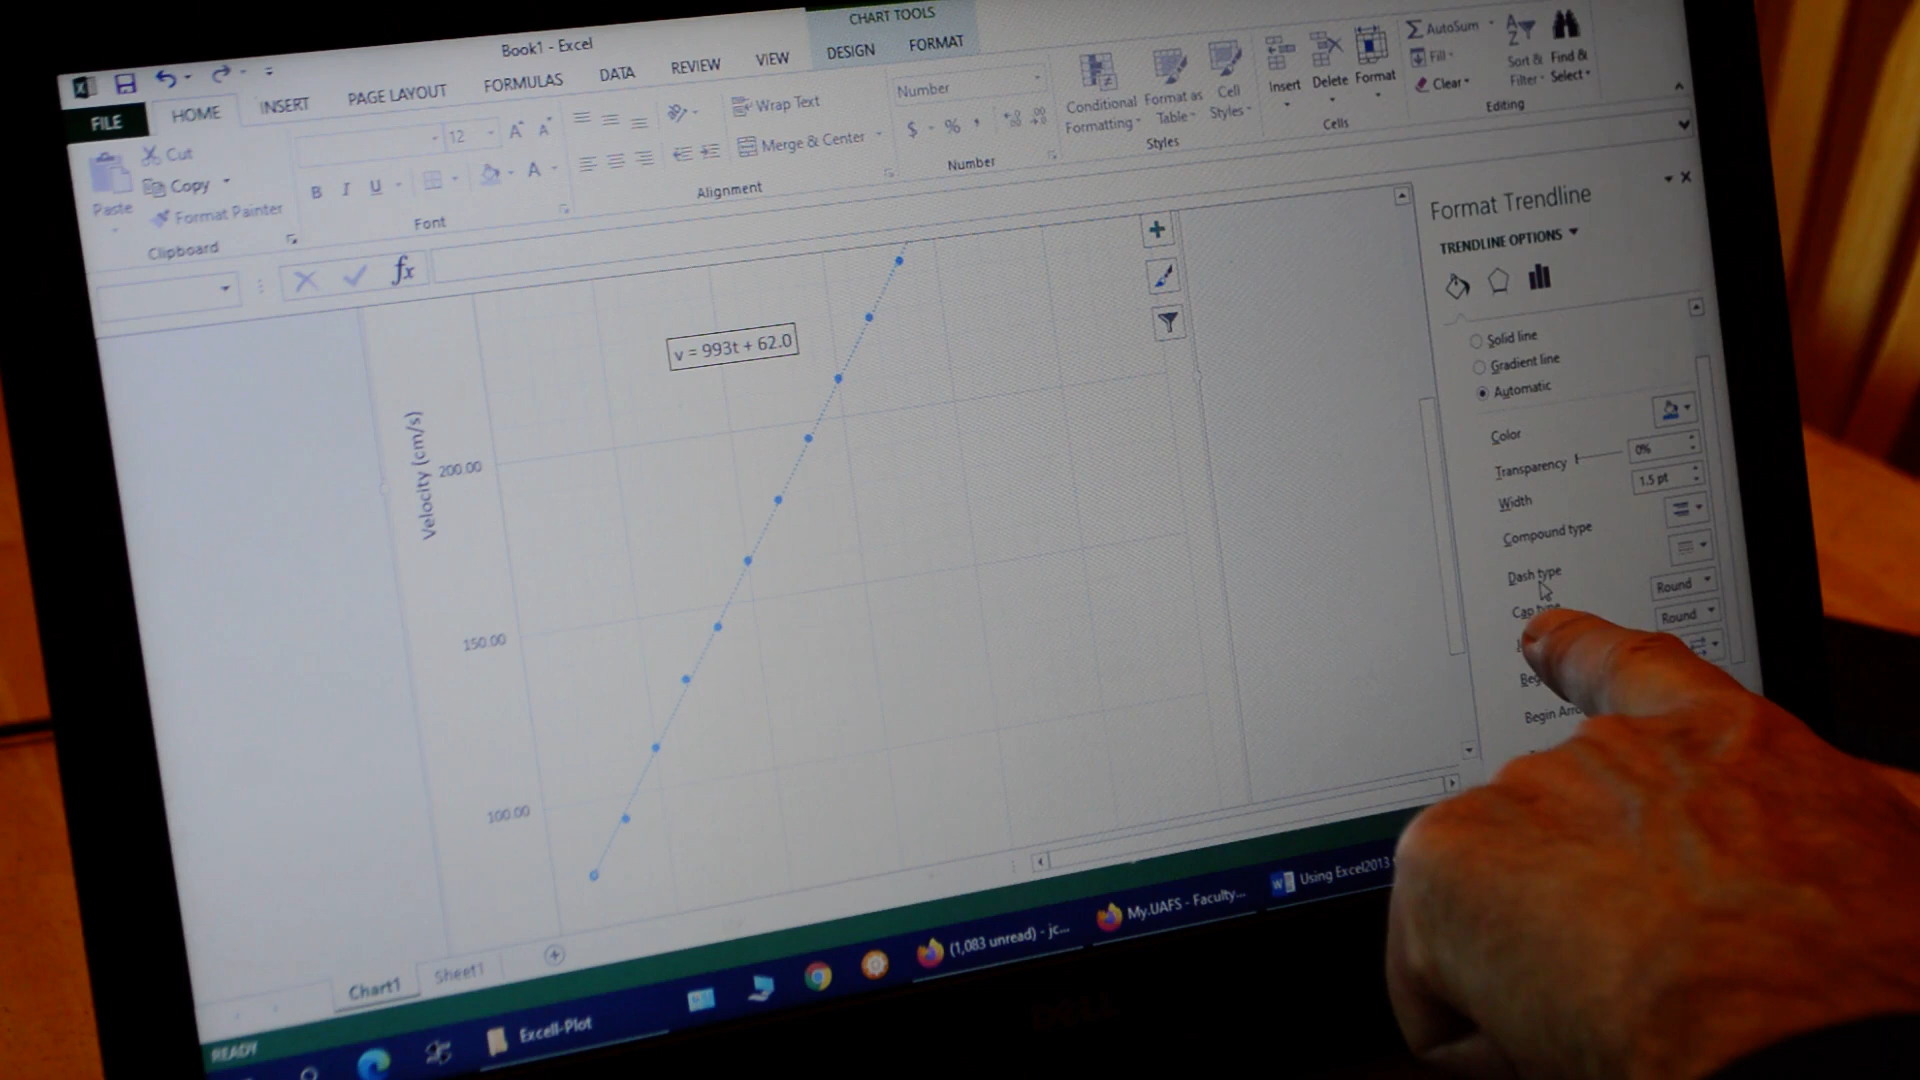 Book1 - Excel
CHART TOOLS
FILE
HOME
INSERT
PAGE LAYOUT
FORMULAS
DATA
REVIEW
VIEW
DESIGN
FORMAT
Paste
Cut
Copy
Format Painter
Clipboard
12
B I U
Font
Wrap Text
Merge & Center
Alignment
Number
$ % ,
Number
Conditional Formatting
Format as Table
Cell Styles
Styles
Insert
Delete
Format
Cells
AutoSum
Fill
Clear
Sort & Filter
Find & Select
Editing
fx
v = 993t + 62.0
Velocity (cm/s)
200.00
150.00
100.00
Format Trendline
TRENDLINE OPTIONS
Solid line
Gradient line
Automatic
Color
Transparency 0%
Width 1.5 pt
Compound type
Dash type
Cap type Round
Round
Begin Arro
Chart1
Sheet1
READY
Excell-Plot
(1,083 unread) - jc...
My.UAFS - Faculty...
Using Excel2013
DELL